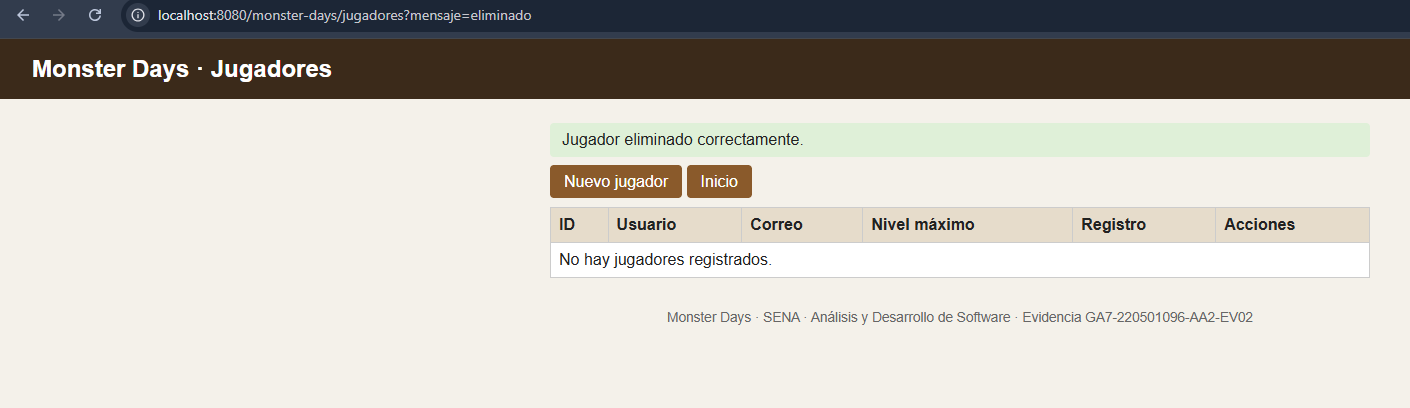 localhost:8080/monster-days/jugadores?mensaje=eliminado
Monster Days · Jugadores
Jugador eliminado correctamente.
Nuevo jugador Inicio
ID Usuario Correo Nivel máximo Registro Acciones
No hay jugadores registrados.
Monster Days · SENA · Análisis y Desarrollo de Software · Evidencia GA7-220501096-AA2-EV02